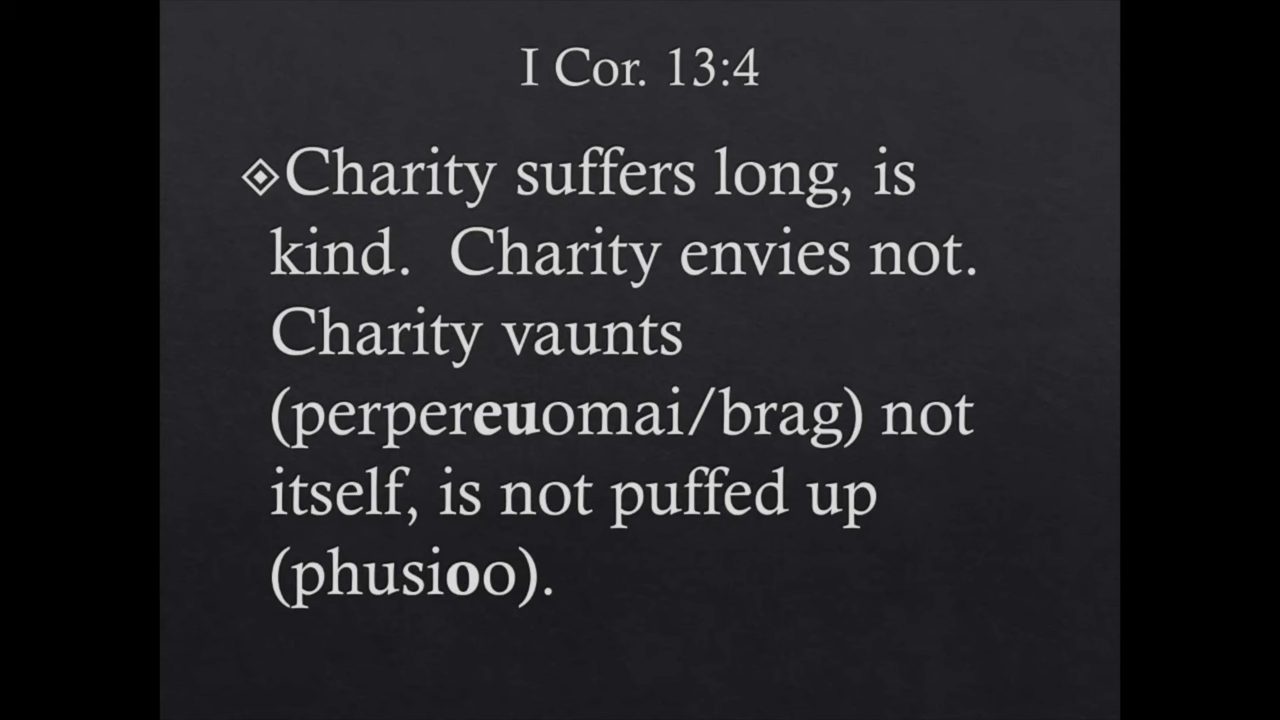 I Cor. 13:4
Charity suffers long, is
kind.  Charity envies not.
Charity vaunts
(perpereuomai/brag) not
itself, is not puffed up
(phusioo).